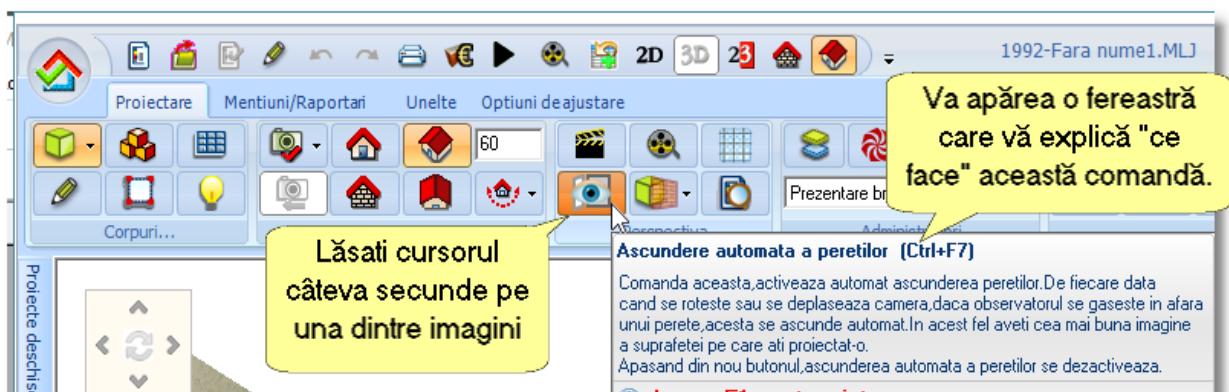 2D 3D 23
1992-Fara nume1.MLJ
Proiectare Mentiuni/Raportari Unelte Optiuni de ajustare
Va apărea o fereastră
care vă explică "ce
face" această comandă.
60
Prezentare
Corpuri...
Lăsati cursorul
câteva secunde pe
una dintre imagini
Proiecte deschise
Ascundere automata a peretilor (Ctrl+F7)
Comanda aceasta,activeaza automat ascunderea peretilor.De fiecare data
cand se roteste sau se deplaseaza camera,daca observatorul se gaseste in afara
unui perete,acesta se ascunde automat.In acest fel aveti cea mai buna imagine
a suprafetei pe care ati proiectat-o.
Apasand din nou butonul,ascunderea automata a peretilor se dezactiveaza.